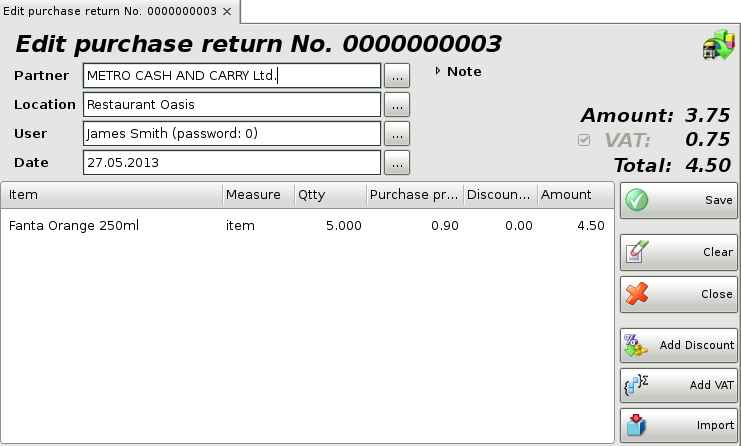 Edit purchase return No. 0000000003 ×
Edit purchase return No. 0000000003
Partner METRO CASH AND CARRY Ltd. ... Note
Location Restaurant Oasis ...
User James Smith (password: 0) ...
Date 27.05.2013 ...
Amount: 3.75
VAT: 0.75
Total: 4.50
Item Measure Qtty Purchase pr... Discoun... Amount
Fanta Orange 250ml item 5.000 0.90 0.00 4.50
Save
Clear
Close
Add Discount
Add VAT
Import